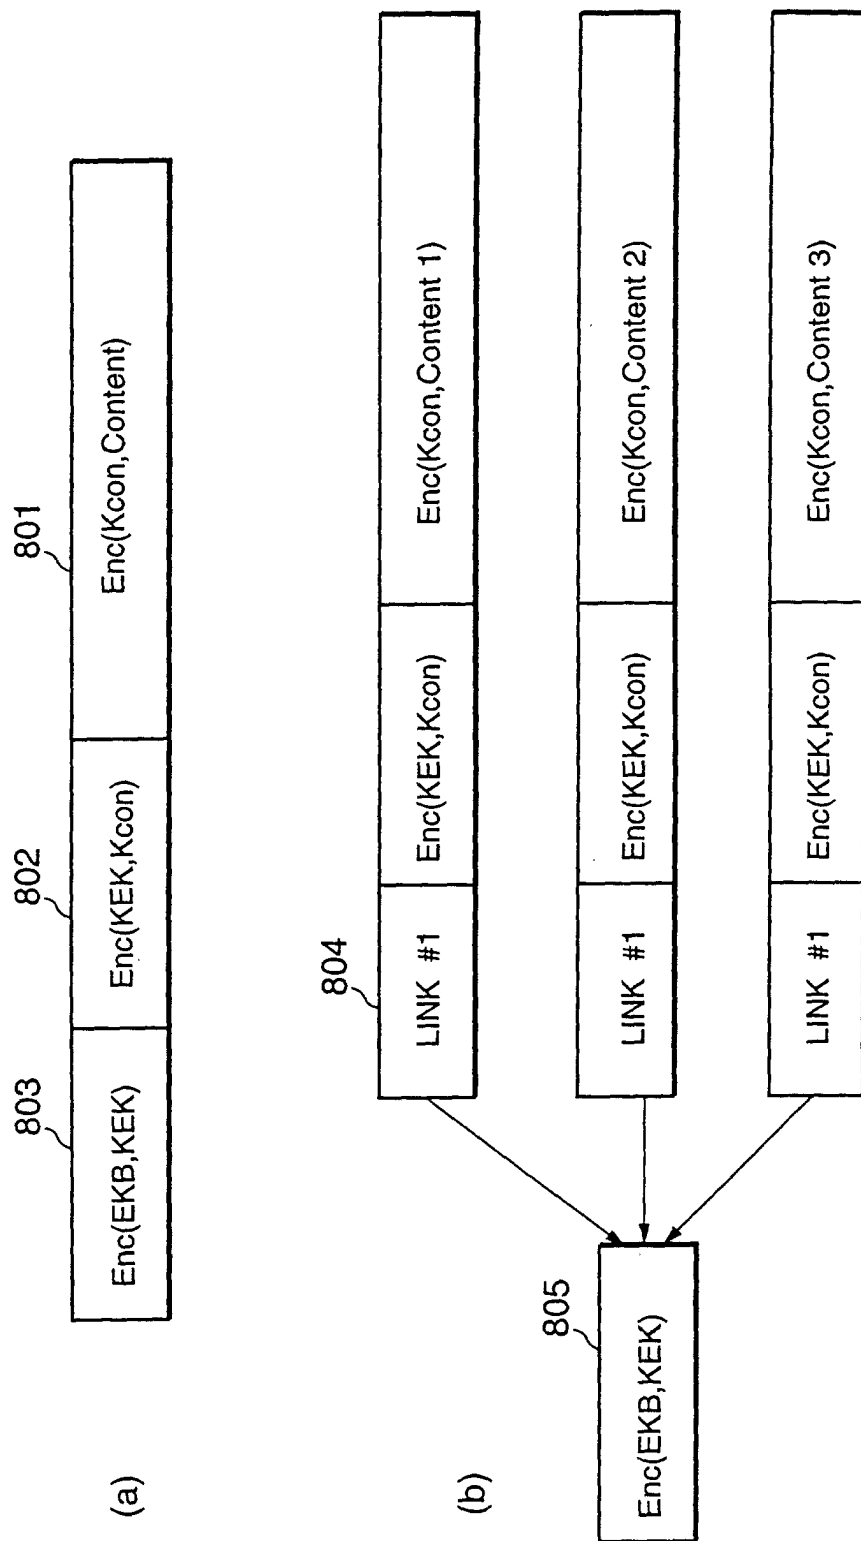 (a)
803
802
801
Enc(EKB,KEK)
Enc(KEK,Kcon)
Enc(Kcon,Content)
(b)
804
LINK #1
Enc(KEK,Kcon)
Enc(Kcon,Content 1)
805
Enc(EKB,KEK)
LINK #1
Enc(KEK,Kcon)
Enc(Kcon,Content 2)
LINK #1
Enc(KEK,Kcon)
Enc(Kcon,Content 3)